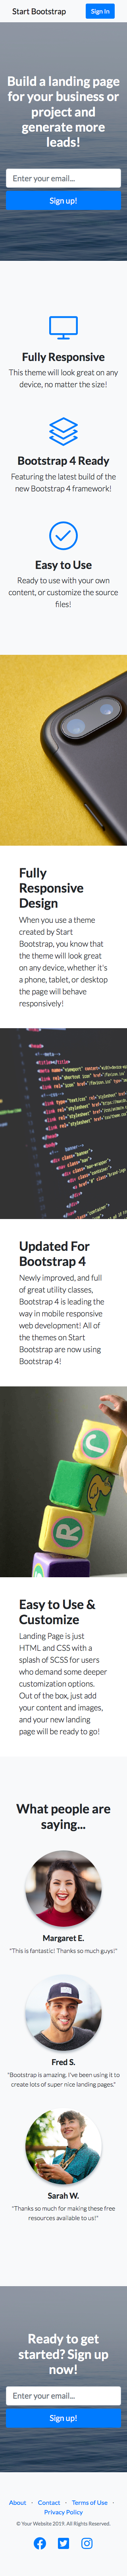 Start Bootstrap
Sign In
Build a landing page
for your business or
project and
generate more
leads!
Enter your email...
Sign up!
Fully Responsive
This theme will look great on any
device, no matter the size!
Bootstrap 4 Ready
Featuring the latest build of the
new Bootstrap 4 framework!
Easy to Use
Ready to use with your own
content, or customize the source
files!
Fully
Responsive
Design
When you use a theme
created by Start
Bootstrap, you know that
the theme will look great
on any device, whether it's
a phone, tablet, or desktop
the page will behave
responsively!
Updated For
Bootstrap 4
Newly improved, and full
of great utility classes,
Bootstrap 4 is leading the
way in mobile responsive
web development! All of
the themes on Start
Bootstrap are now using
Bootstrap 4!
R
Easy to Use &
Customize
Landing Page is just
HTML and CSS with a
splash of SCSS for users
who demand some deeper
customization options.
Out of the box, just add
your content and images,
and your new landing
page will be ready to go!
What people are
saying...
Margaret E.
"This is fantastic! Thanks so much guys!"
Fred S.
"Bootstrap is amazing. I've been using it to
create lots of super nice landing pages."
Sarah W.
"Thanks so much for making these free
resources available to us!"
Ready to get
started? Sign up
now!
Enter your email...
Sign up!
About · Contact · Terms of Use ·
Privacy Policy
© Your Website 2019. All Rights Reserved.